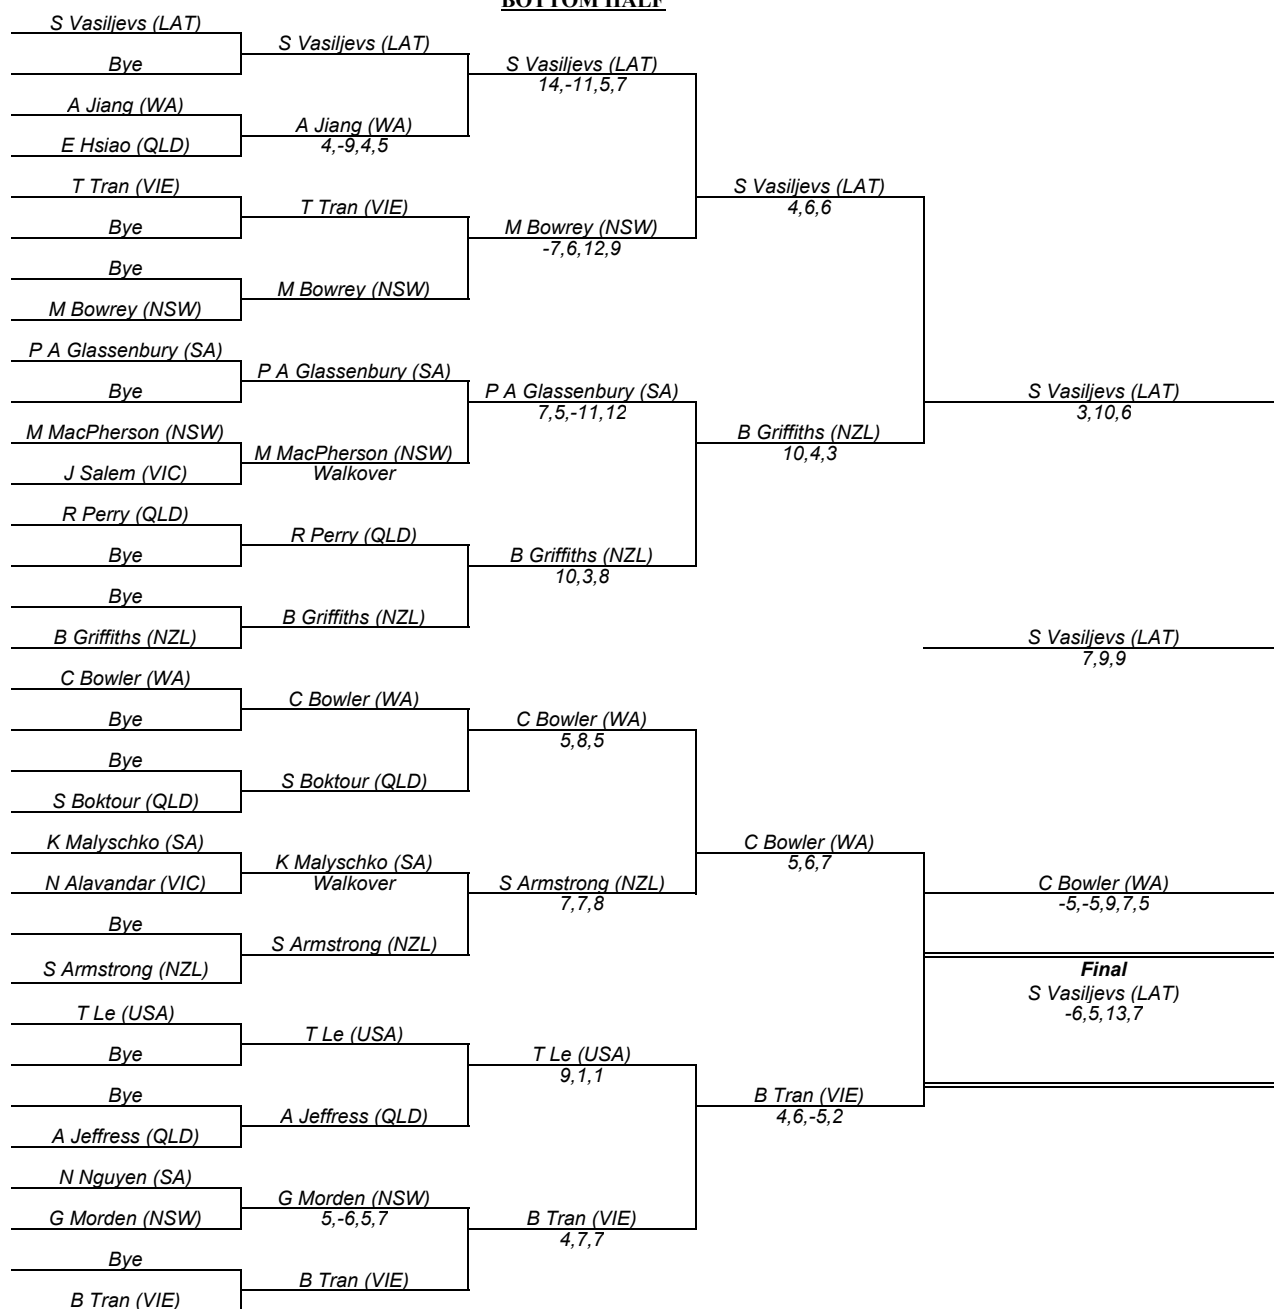 BOTTOM HALF
S Vasiljevs (LAT)
S Vasiljevs (LAT)
Bye
S Vasiljevs (LAT)
14,-11,5,7
A Jiang (WA)
A Jiang (WA)
4,-9,4,5
E Hsiao (QLD)
T Tran (VIE)
S Vasiljevs (LAT)
4,6,6
T Tran (VIE)
Bye
M Bowrey (NSW)
-7,6,12,9
Bye
M Bowrey (NSW)
M Bowrey (NSW)
P A Glassenbury (SA)
P A Glassenbury (SA)
Bye
P A Glassenbury (SA)
7,5,-11,12
S Vasiljevs (LAT)
3,10,6
M MacPherson (NSW)
B Griffiths (NZL)
10,4,3
M MacPherson (NSW)
Walkover
J Salem (VIC)
R Perry (QLD)
R Perry (QLD)
Bye
B Griffiths (NZL)
10,3,8
Bye
B Griffiths (NZL)
B Griffiths (NZL)
S Vasiljevs (LAT)
7,9,9
C Bowler (WA)
C Bowler (WA)
Bye
C Bowler (WA)
5,8,5
Bye
S Boktour (QLD)
S Boktour (QLD)
K Malyschko (SA)
C Bowler (WA)
5,6,7
K Malyschko (SA)
Walkover
N Alavandar (VIC)
S Armstrong (NZL)
7,7,8
C Bowler (WA)
-5,-5,9,7,5
Bye
S Armstrong (NZL)
S Armstrong (NZL)
Final
S Vasiljevs (LAT)
-6,5,13,7
T Le (USA)
T Le (USA)
Bye
T Le (USA)
9,1,1
Bye
B Tran (VIE)
4,6,-5,2
A Jeffress (QLD)
A Jeffress (QLD)
N Nguyen (SA)
G Morden (NSW)
5,-6,5,7
G Morden (NSW)
B Tran (VIE)
4,7,7
Bye
B Tran (VIE)
B Tran (VIE)